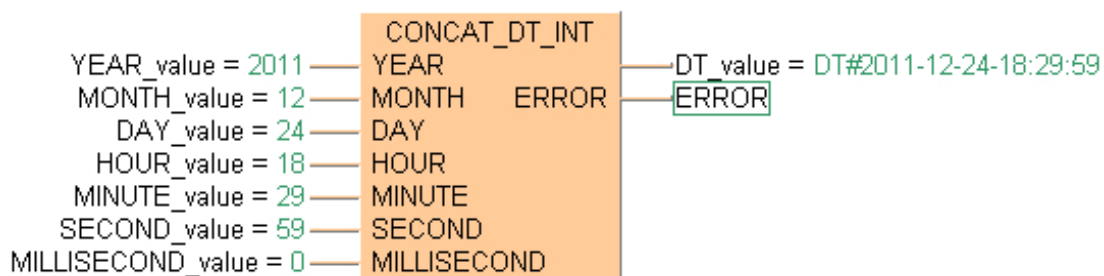 CONCAT_DT_INT
YEAR_value = 2011 YEAR DT_value = DT#2011-12-24-18:29:59
MONTH_value = 12 MONTH ERROR ERROR
DAY_value = 24 DAY
HOUR_value = 18 HOUR
MINUTE_value = 29 MINUTE
SECOND_value = 59 SECOND
MILLISECOND_value = 0 MILLISECOND